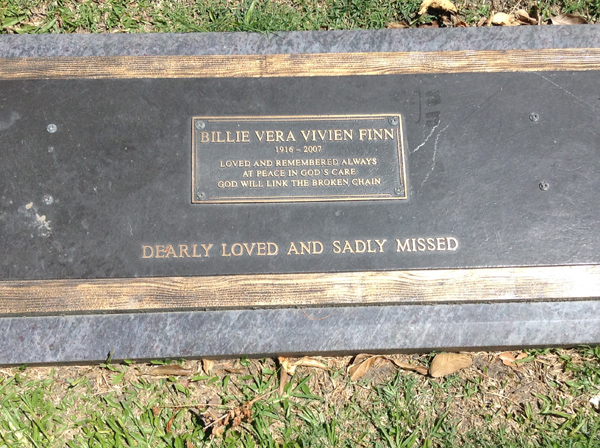 BILLIE VERA VIVIEN FINN
1916 ~ 2007
LOVED AND REMEMBERED ALWAYS
AT PEACE IN GOD'S CARE
GOD WILL LINK THE BROKEN CHAIN
DEARLY LOVED AND SADLY MISSED